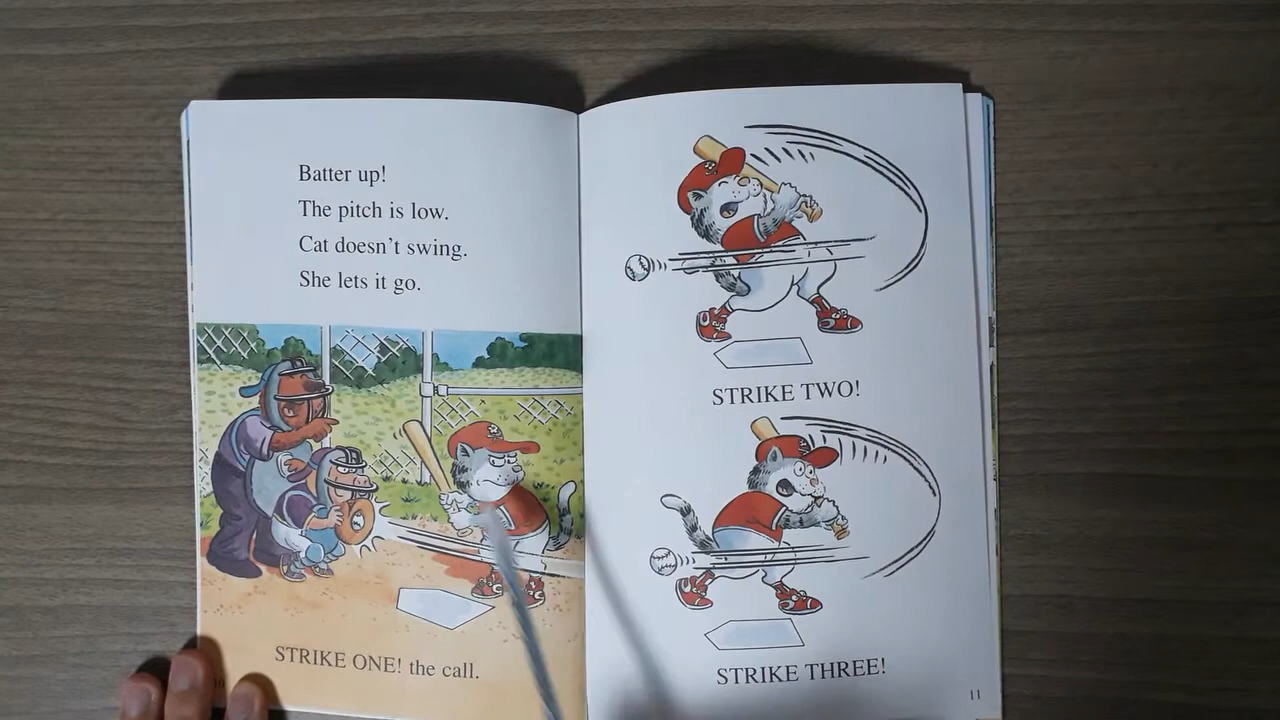 Batter up!
The pitch is low.
Cat doesn't swing.
She lets it go.
STRIKE ONE! the call.
STRIKE TWO!
STRIKE THREE!
11